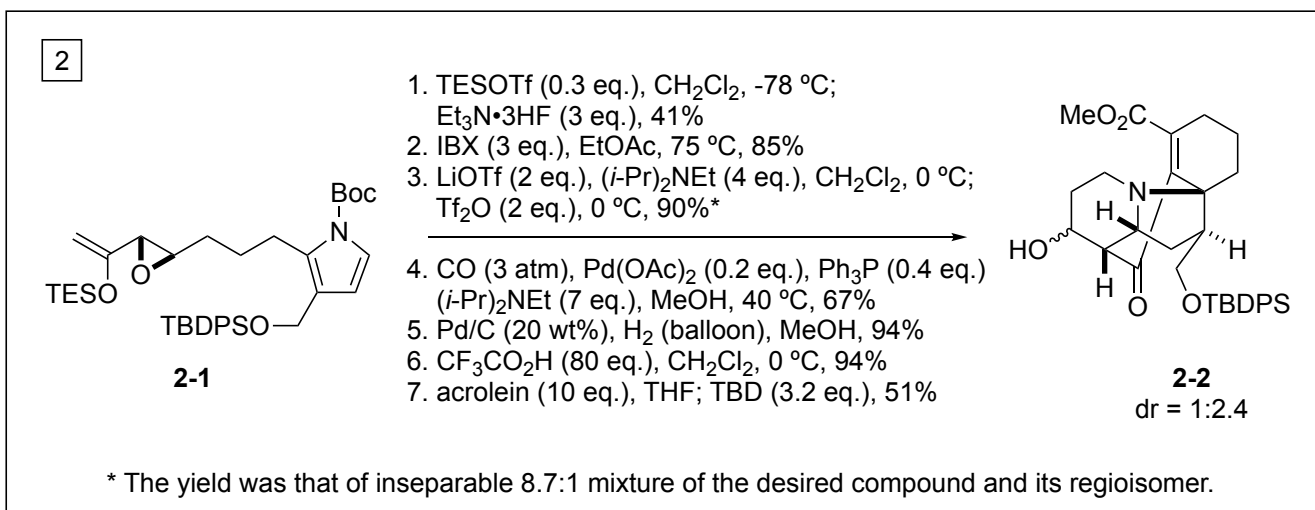 2
1. TESOTf (0.3 eq.), CH₂Cl₂, -78 ºC;
Et₃N•3HF (3 eq.), 41%
2. IBX (3 eq.), EtOAc, 75 ºC, 85%
3. LiOTf (2 eq.), (i-Pr)₂NEt (4 eq.), CH₂Cl₂, 0 ºC;
Tf₂O (2 eq.), 0 ºC, 90%*
4. CO (3 atm), Pd(OAc)₂ (0.2 eq.), Ph₃P (0.4 eq.)
(i-Pr)₂NEt (7 eq.), MeOH, 40 ºC, 67%
5. Pd/C (20 wt%), H₂ (balloon), MeOH, 94%
6. CF₃CO₂H (80 eq.), CH₂Cl₂, 0 ºC, 94%
7. acrolein (10 eq.), THF; TBD (3.2 eq.), 51%
Boc
N
O
TESO
TBDPSO
2-1
MeO₂C
N
H
HO
H
H
O
OTBDPS
2-2
dr = 1:2.4
* The yield was that of inseparable 8.7:1 mixture of the desired compound and its regioisomer.